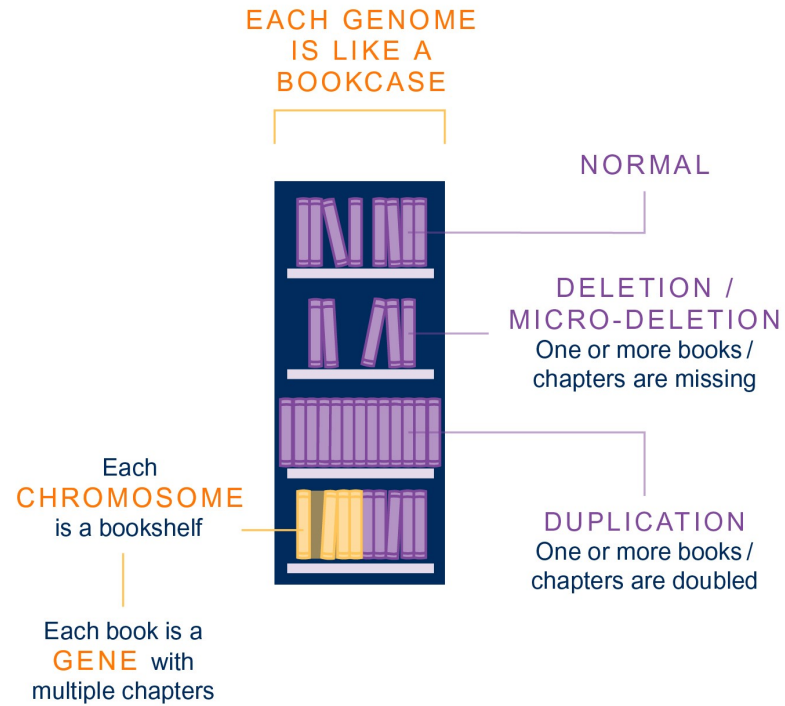 EACH GENOME
IS LIKE A
BOOKCASE
NORMAL
DELETION /
MICRO-DELETION
One or more books /
chapters are missing
Each
CHROMOSOME
is a bookshelf
DUPLICATION
One or more books /
chapters are doubled
Each book is a
GENE with
multiple chapters